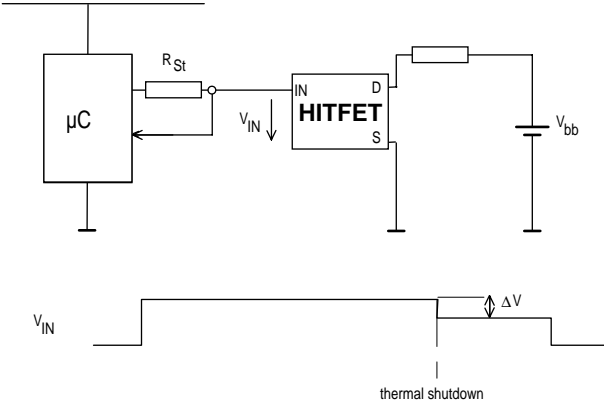 R St
µC
IN
D
HITFET
S
V IN
V bb
V IN
ΔV
thermal shutdown